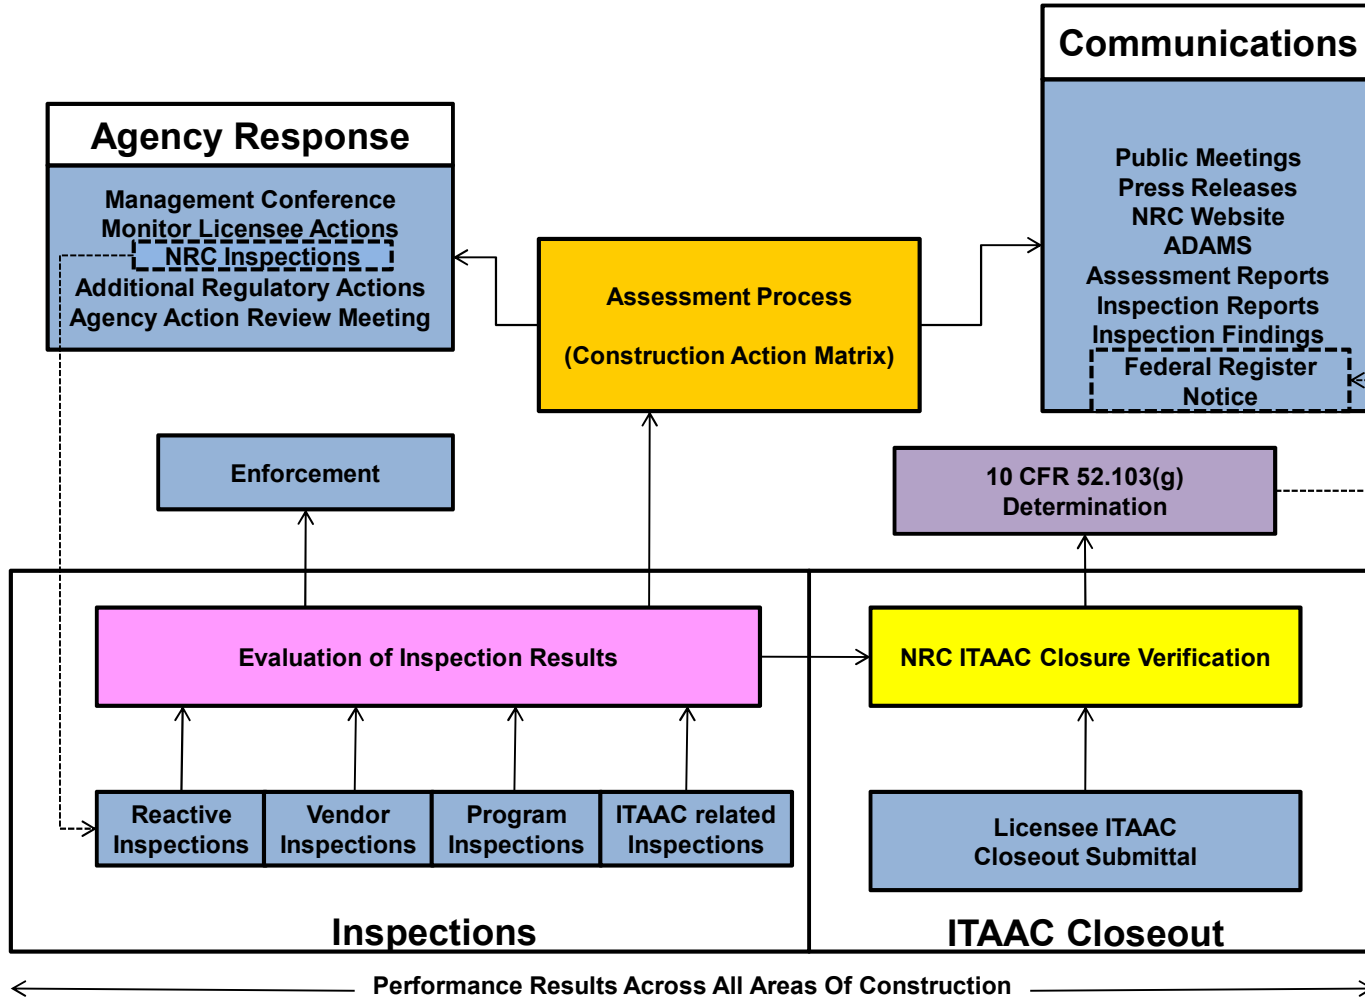 Communications
Public Meetings
Press Releases
NRC Website
ADAMS
Assessment Reports
Inspection Reports
Inspection Findings
Federal Register
Notice
Agency Response
Management Conference
Monitor Licensee Actions
NRC Inspections
Additional Regulatory Actions
Agency Action Review Meeting
Assessment Process
(Construction Action Matrix)
Enforcement
10 CFR 52.103(g)
Determination
Evaluation of Inspection Results
NRC ITAAC Closure Verification
Reactive
Inspections
Vendor
Inspections
Program
Inspections
ITAAC related
Inspections
Licensee ITAAC
Closeout Submittal
Inspections
ITAAC Closeout
Performance Results Across All Areas Of Construction